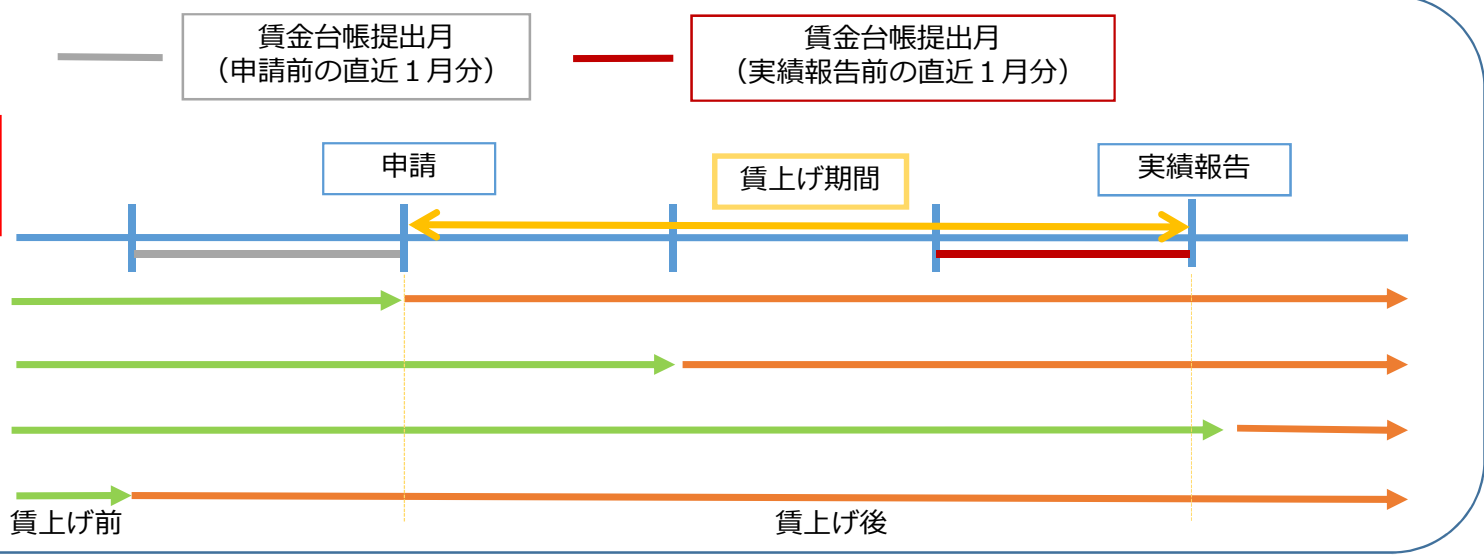 賃金台帳提出月
（申請前の直近１月分）
賃金台帳提出月
（実績報告前の直近１月分）
申請
賃上げ期間
実績報告
賃上げ前
賃上げ後